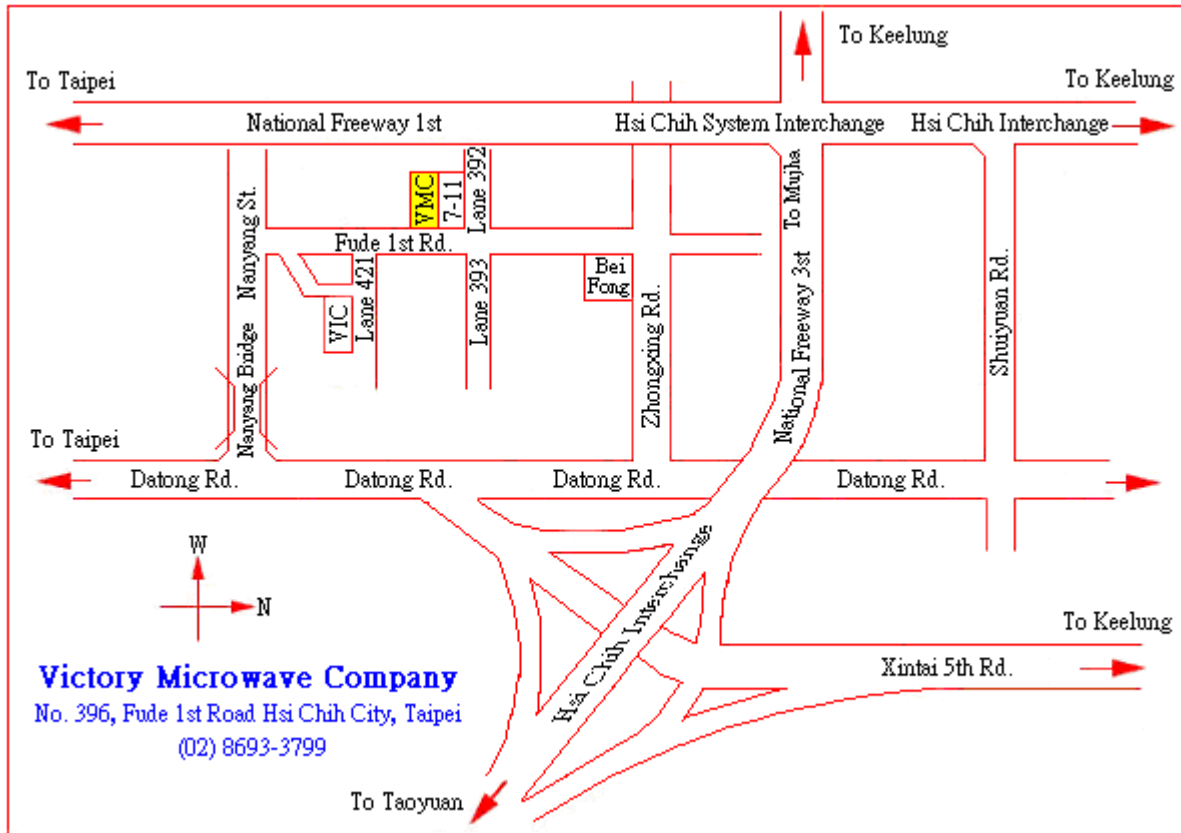 To Keelung
To Taipei
To Keelung
National Freeway 1st
Hsi Chih System Interchange
Hsi Chih Interchange
Lane 392
To Mujha
VMC
7-11
Nanyang St.
Fude 1st Rd.
Bei
Fong
Lane 421
Lane 393
VIC
Zhongxing Rd.
National Freeway 3st
Shuiyuan Rd.
Nanyang Bridge
To Taipei
Datong Rd.
Datong Rd.
Datong Rd.
Datong Rd.
W
N
Hsi Chih Interchange
To Keelung
Xintai 5th Rd.
Victory Microwave Company
No. 396, Fude 1st Road Hsi Chih City, Taipei
(02) 8693-3799
To Taoyuan